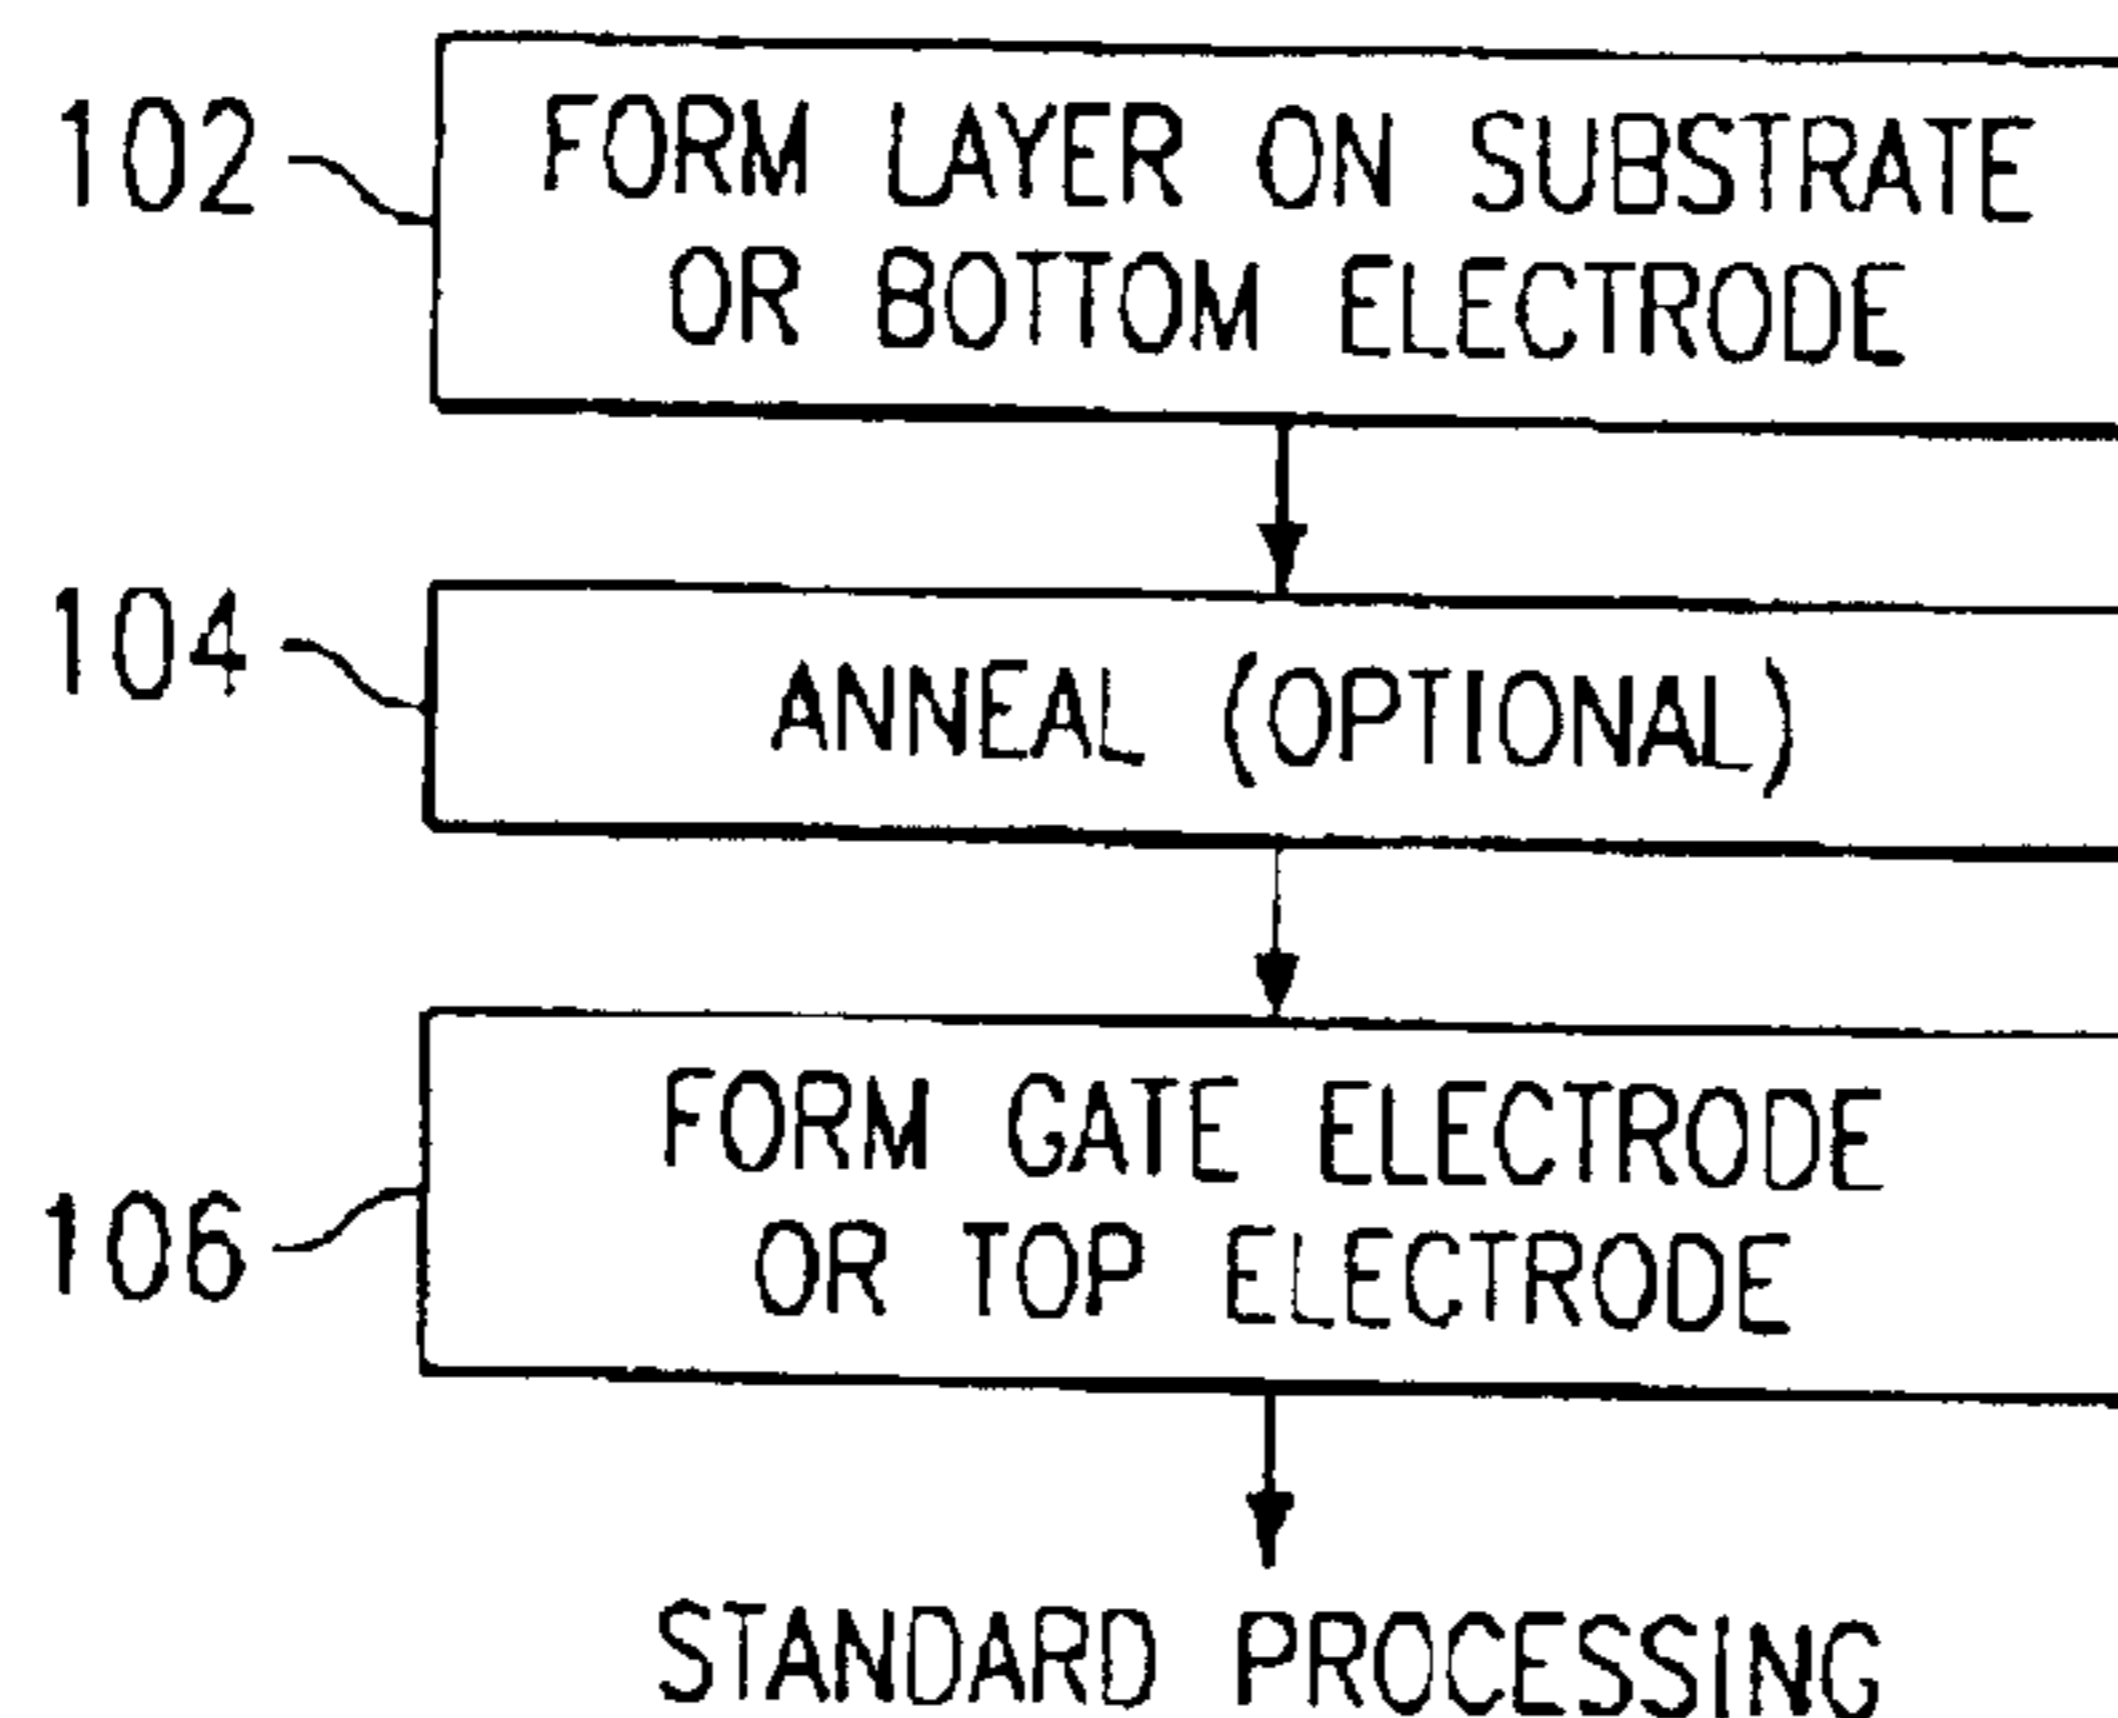 102
FORM LAYER ON SUBSTRATE
OR BOTTOM ELECTRODE
104
ANNEAL (OPTIONAL)
106
FORM GATE ELECTRODE
OR TOP ELECTRODE
STANDARD PROCESSING